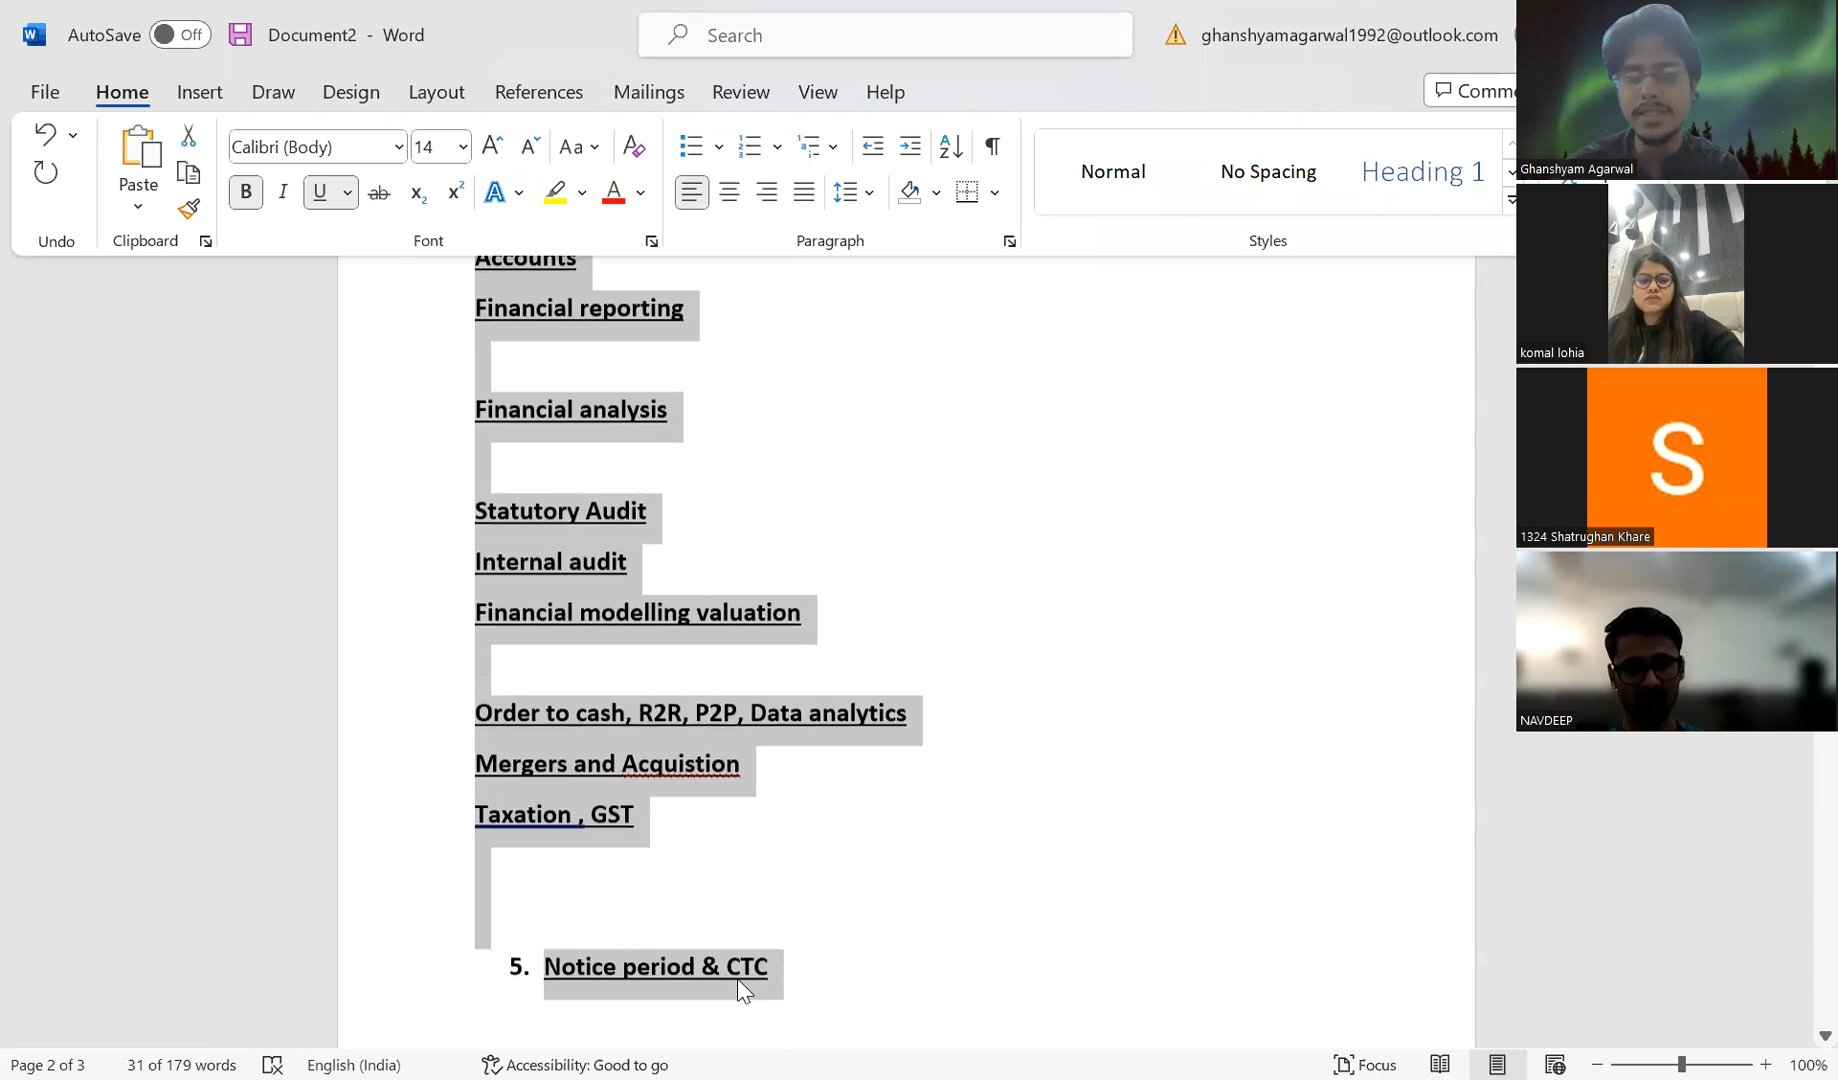 AutoSave Off Document2 - Word
Search
ghanshyamagarwal1992@outlook.com
File Home Insert Draw Design Layout References Mailings Review View Help
Comme
Calibri (Body) 14
Paste
Normal No Spacing Heading 1
Undo Clipboard Font Paragraph Styles
Ghanshyam Agarwal
komal lohia
S
1324 Shatrughan Khare
NAVDEEP
Accounts
Financial reporting
Financial analysis
Statutory Audit
Internal audit
Financial modelling valuation
Order to cash, R2R, P2P, Data analytics
Mergers and Acquistion
Taxation , GST
5. Notice period & CTC
Page 2 of 3 31 of 179 words English (India) Accessibility: Good to go Focus 100%